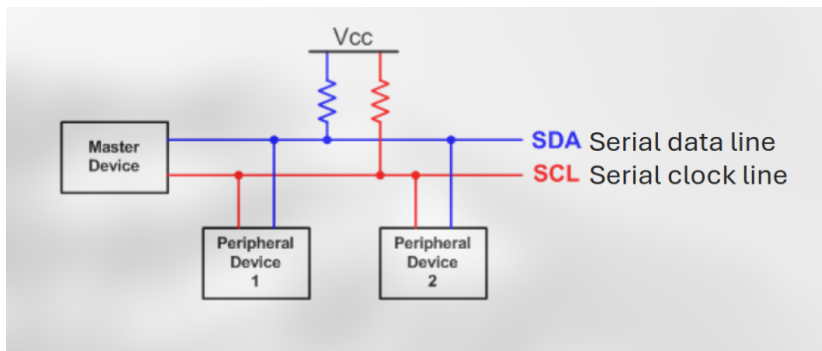 Vcc
SDA Serial data line
Master
Device
SCL Serial clock line
Peripheral
Device
1
Peripheral
Device
2